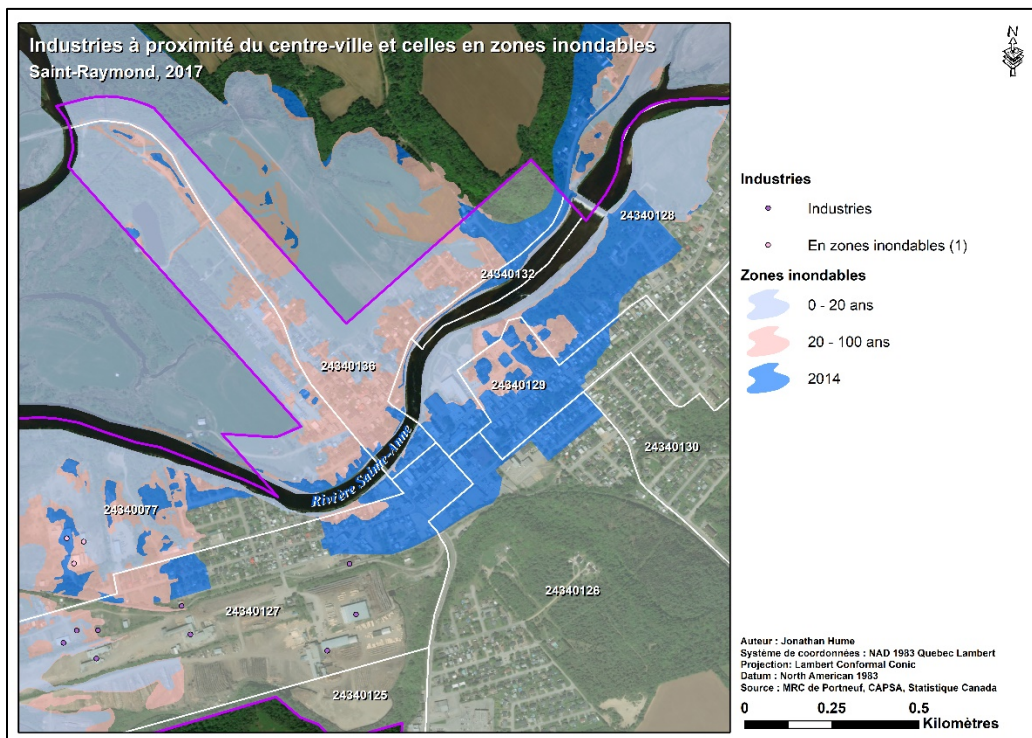 Industries à proximité du centre-ville et celles en zones inondables
Saint-Raymond, 2017
N
24340128
24340132
24340136
24340129
24340130
Rivière Sainte-Anne
24340077
24340126
24340127
24340125
Industries
Industries
En zones inondables (1)
Zones inondables
0 - 20 ans
20 - 100 ans
2014
Auteur : Jonathan Hume
Système de coordonnées : NAD 1983 Quebec Lambert
Projection: Lambert Conformal Conic
Datum : North American 1983
Source : MRC de Portneuf, CAPSA, Statistique Canada
0 0.25 0.5
Kilomètres